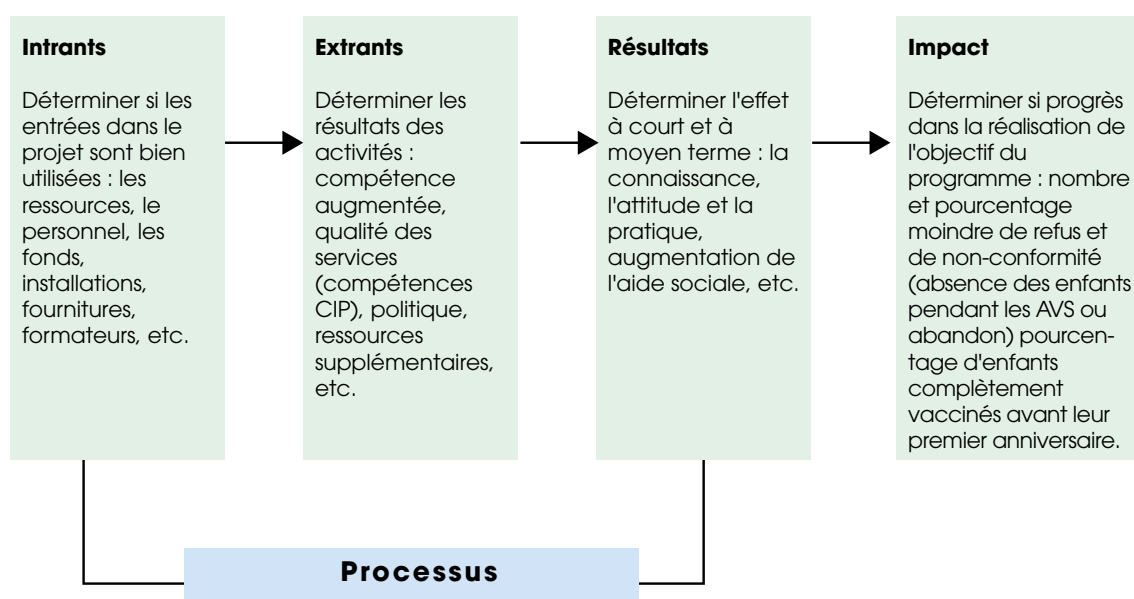 Intrants
Déterminer si les
entrées dans le
projet sont bien
utilisées : les
ressources, le
personnel, les
fonds,
installations,
fournitures,
formateurs, etc.
Extrants
Déterminer les
résultats des
activités :
compétence
augmentée,
qualité des
services
(compétences
CIP), politique,
ressources
supplémentaires,
etc.
Résultats
Déterminer l'effet
à court et à
moyen terme : la
connaissance,
l'attitude et la
pratique,
augmentation de
l'aide sociale, etc.
Impact
Déterminer si progrès
dans la réalisation de
l'objectif du
programme : nombre
et pourcentage
moindre de refus et
de non-conformité
(absence des enfants
pendant les AVS ou
abandon) pourcen-
tage d'enfants
complètement
vaccinés avant leur
premier anniversaire.
Processus